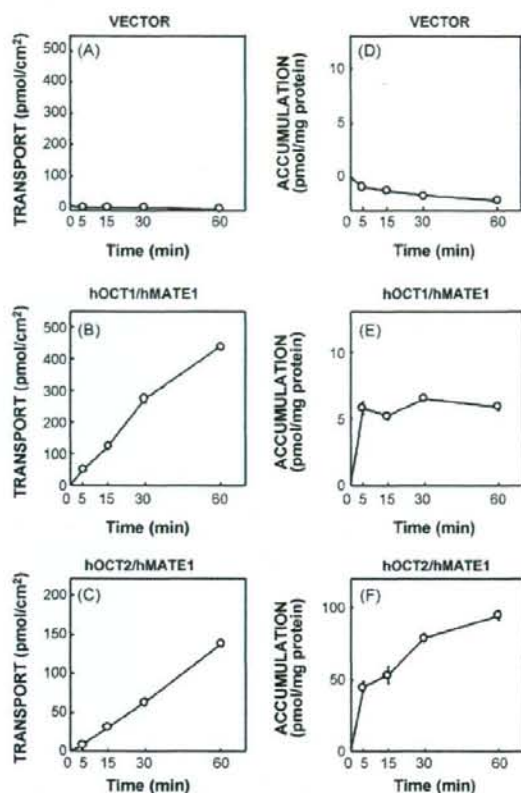 VECTOR
(A)
TRANSPORT (pmol/cm²)
500
400
300
200
100
0
0 5 15 30 60
Time (min)
VECTOR
(D)
ACCUMULATION
(pmol/mg protein)
10
5
0
0 5 15 30 60
Time (min)
hOCT1/hMATE1
(B)
TRANSPORT (pmol/cm²)
500
400
300
200
100
0
0 5 15 30 60
Time (min)
hOCT1/hMATE1
(E)
ACCUMULATION
(pmol/mg protein)
10
5
0
0 5 15 30 60
Time (min)
hOCT2/hMATE1
(C)
TRANSPORT (pmol/cm²)
200
150
100
50
0
0 5 15 30 60
Time (min)
hOCT2/hMATE1
(F)
ACCUMULATION
(pmol/mg protein)
100
50
0
0 5 15 30 60
Time (min)